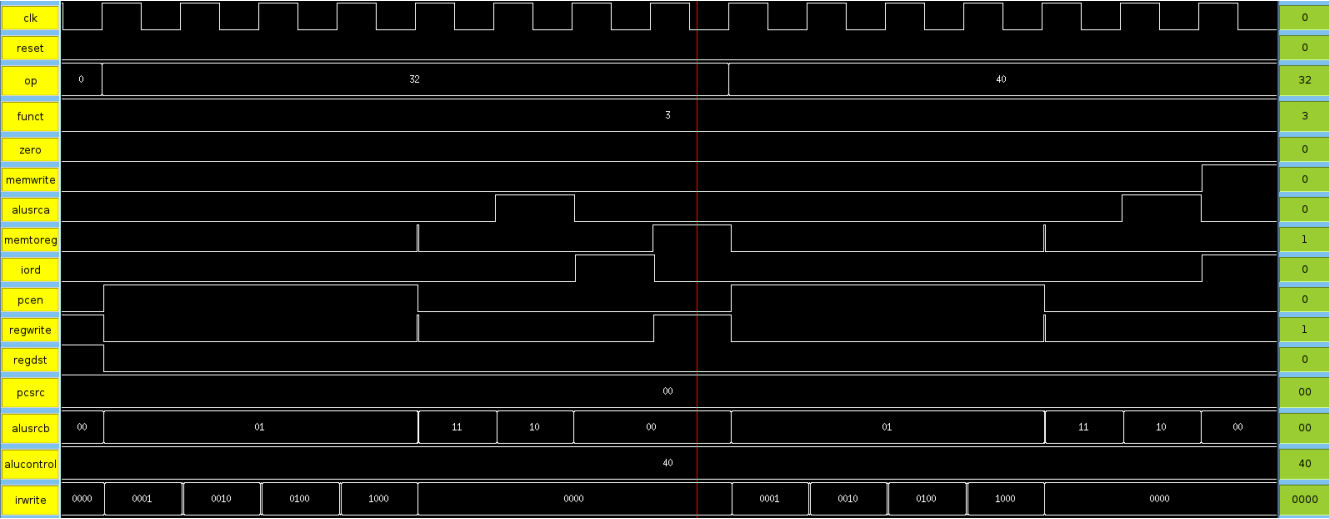 clk 0
reset 0
op 0 32 40 32
funct 3 3
zero 0
memwrite 0
alusrca 0
memtoreg 1
iord 0
pcen 0
regwrite 1
regdst 0
pcsrc 00 00
alusrcb 00 01 11 10 00 01 11 10 00 00
alucontrol 40 40
irwrite 0000 0001 0010 0100 1000 0000 0001 0010 0100 1000 0000 0000